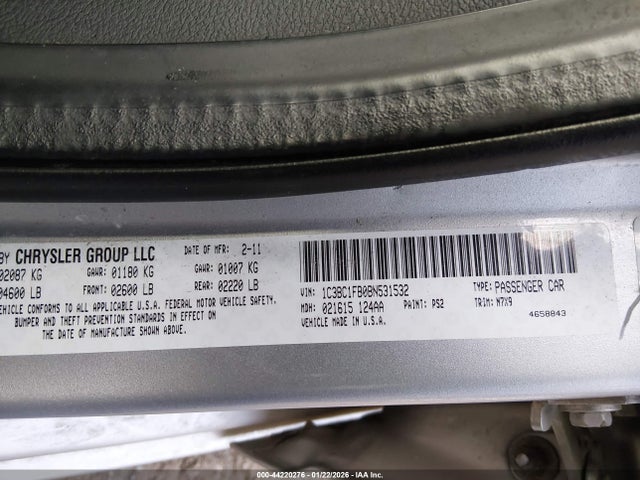 BY CHRYSLER GROUP LLC DATE OF MFR. 2-11
02087 KG GAWR: 01180 KG GAWR: 01007 KG
04600 LB FRONT: 02600 LB REAR: 02220 LB
VEHICLE CONFORMS TO ALL APPLICABLE U.S.A. FEDERAL MOTOR VEHICLE SAFETY,
BUMPER AND THEFT PREVENTION STANDARDS IN EFFECT ON
THE DATE OF MANUFACTURE SHOWN ABOVE.
VIN: 1C3BC1FB0BN531532 TYPE: PASSENGER CAR
MDH: 021615 124AA PAINT: PS2 TRIM: N7X9
VEHICLE MADE IN U.S.A. 4658843
000-44220276 - 01/22/2026 - IAA Inc.